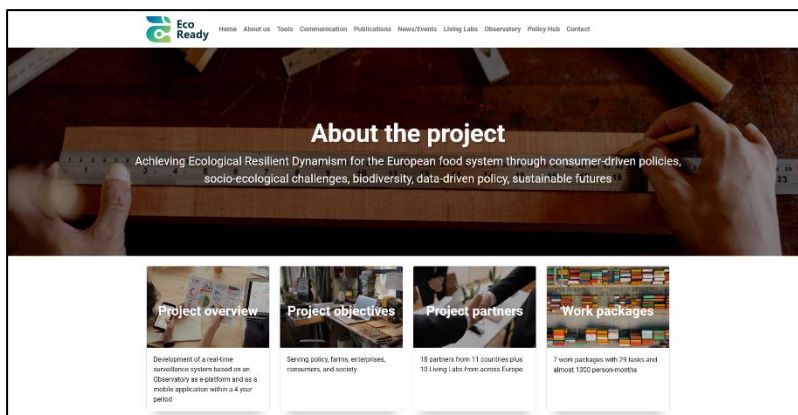 Eco
Ready
Home About us Tools Communication Publications News/Events Living Labs Observatory Policy Hub Contact
About the project
Achieving Ecological Resilient Dynamism for the European food system through consumer-driven policies,
socio-ecological challenges, biodiversity, data-driven policy, sustainable futures
Project overview
Development of a real-time
surveillance system based on an
Observatory as e-platform and as a
mobile application within a 4 year
period
Project objectives
Serving policy, farms, enterprises,
consumers, and society
Project partners
18 partners from 11 countries plus
10 Living Labs from across Europe
Work packages
7 work packages with 29 tasks and
almost 1300 person-months